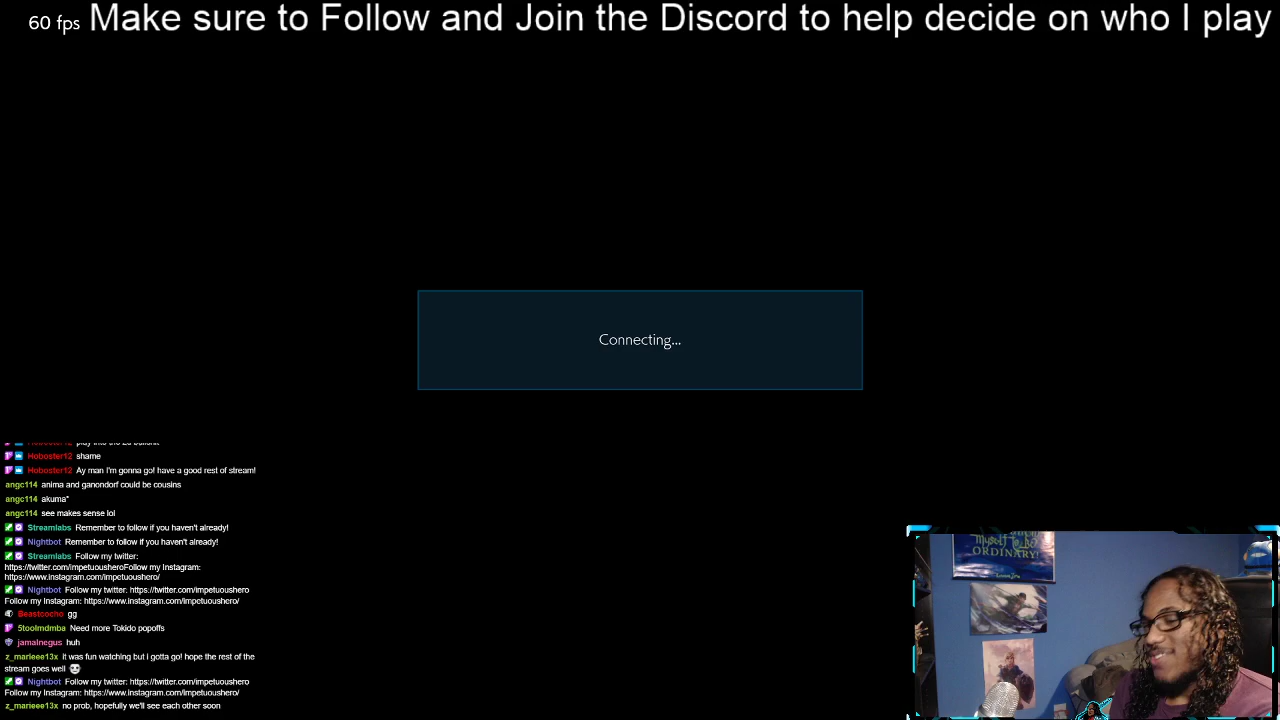 60 fps Make sure to Follow and Join the Discord to help decide on who I play
Connecting...
Hoboster12 shame
Hoboster12 Ay man I'm gonna go! have a good rest of stream!
angc114 anima and ganondorf could be cousins
angc114 akuma*
angc114 see makes sense lol
Streamlabs Remember to follow if you haven't already!
Nightbot Remember to follow if you haven't already!
Streamlabs Follow my twitter:
https://twitter.com/impetuousheroFollow my Instagram:
https://www.instagram.com/impetuoushero/
Nightbot Follow my twitter: https://twitter.com/impetuoushero
Follow my Instagram: https://www.instagram.com/impetuoushero/
Beastcocho gg
5toolmdmba Need more Tokido popoffs
jamalnegus huh
z_marieee13x it was fun watching but i gotta go! hope the rest of the
stream goes well
Nightbot Follow my twitter: https://twitter.com/impetuoushero
Follow my Instagram: https://www.instagram.com/impetuoushero/
z_marieee13x no prob, hopefully we'll see each other soon
Myself to be
ORDINARY!